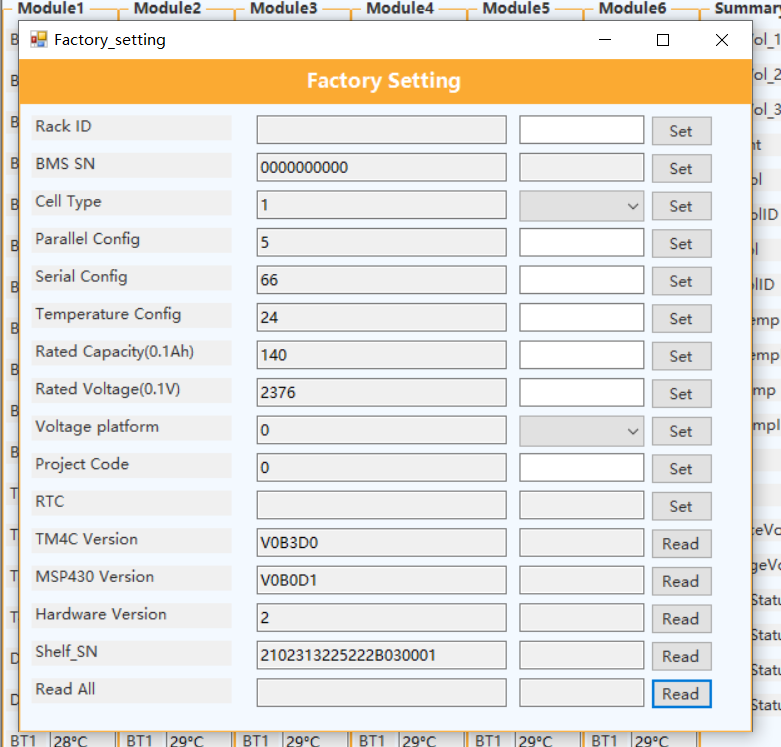 Module1 Module2 Module3 Module4 Module5 Module6 Summary
Factory_setting
Factory Setting
Rack ID Set
BMS SN 0000000000 Set
Cell Type 1 Set
Parallel Config 5 Set
Serial Config 66 Set
Temperature Config 24 Set
Rated Capacity(0.1Ah) 140 Set
Rated Voltage(0.1V) 2376 Set
Voltage platform 0 Set
Project Code 0 Set
RTC Set
TM4C Version V0B3D0 Read
MSP430 Version V0B0D1 Read
Hardware Version 2 Read
Shelf_SN 2102313225222B030001 Read
Read All Read
BT1 28°C BT1 29°C BT1 29°C BT1 29°C BT1 29°C BT1 29°C